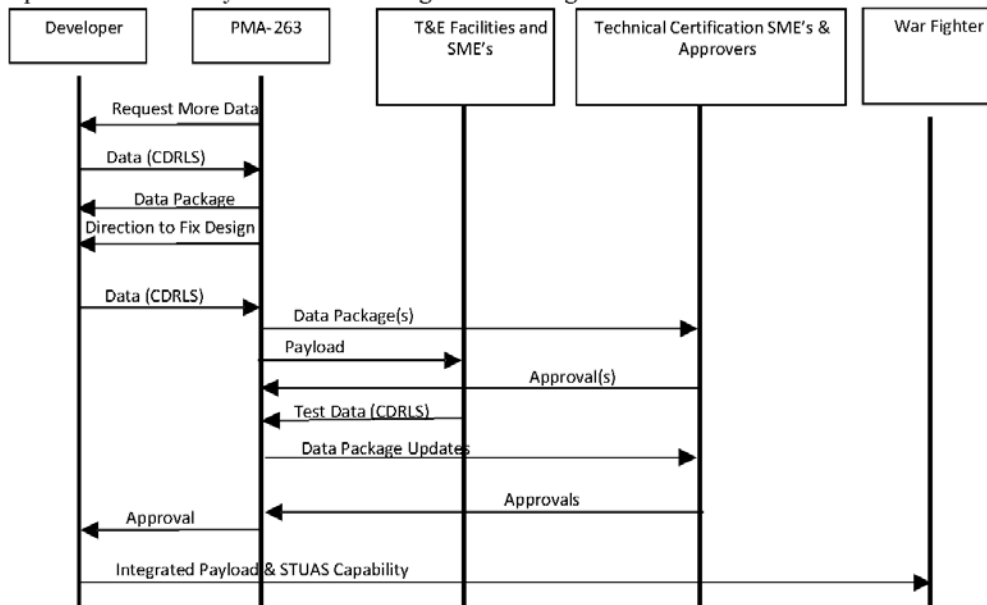 Developer
PMA-263
T&E Facilities and
SME's
Technical Certification SME's &
Approvers
War Fighter
Request More Data
Data (CDRLS)
Data Package
Direction to Fix Design
Data (CDRLS)
Data Package(s)
Payload
Approval(s)
Test Data (CDRLS)
Data Package Updates
Approvals
Approval
Integrated Payload & STUAS Capability